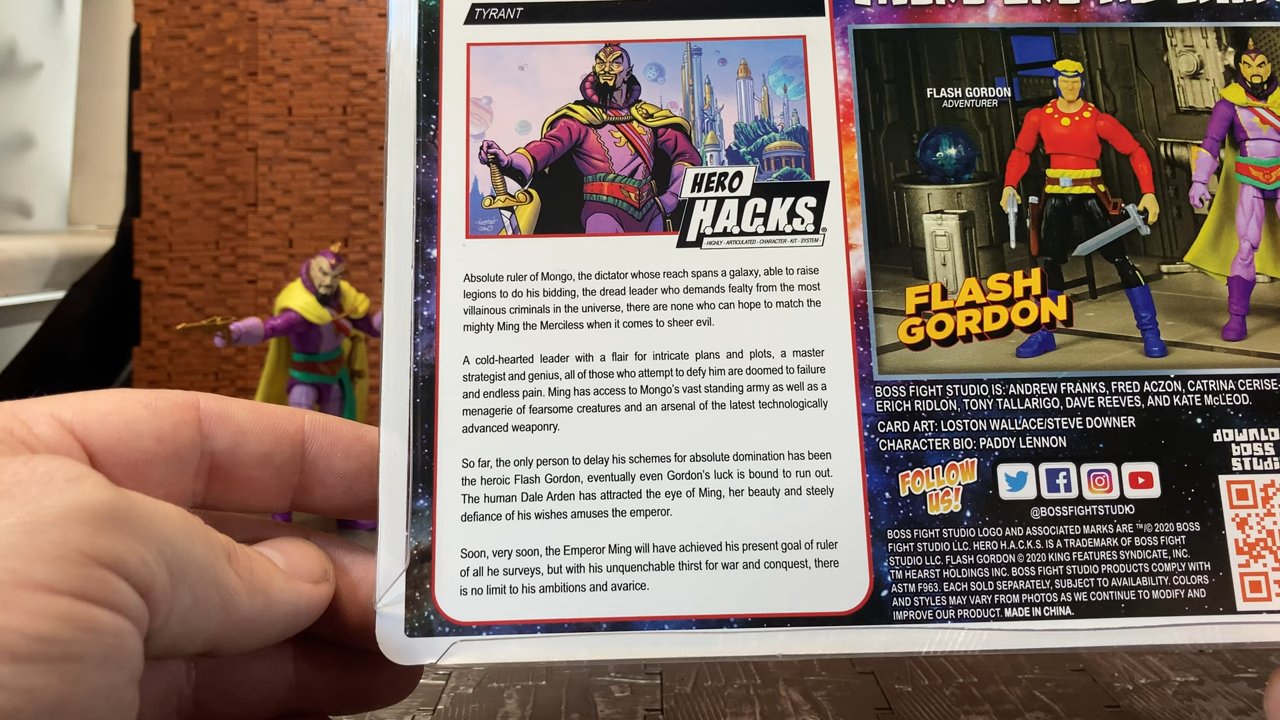 TYRANT
HERO
H.A.C.K.S.®
- HIGHLY - ARTICULATED - CHARACTER - KIT - SYSTEM -
Absolute ruler of Mongo, the dictator whose reach spans a galaxy, able to raise
legions to do his bidding, the dread leader who demands fealty from the most
villainous criminals in the universe, there are none who can hope to match the
mighty Ming the Merciless when it comes to sheer evil.
A cold-hearted leader with a flair for intricate plans and plots, a master
strategist and genius, all of those who attempt to defy him are doomed to failure
and endless pain. Ming has access to Mongo's vast standing army as well as a
menagerie of fearsome creatures and an arsenal of the latest technologically
advanced weaponry.
So far, the only person to delay his schemes for absolute domination has been
the heroic Flash Gordon, eventually even Gordon's luck is bound to run out.
The human Dale Arden has attracted the eye of Ming, her beauty and steely
defiance of his wishes amuses the emperor.
Soon, very soon, the Emperor Ming will have achieved his present goal of ruler
of all he surveys, but with his unquenchable thirst for war and conquest, there
is no limit to his ambitions and avarice.
FLASH GORDON
ADVENTURER
FLASH
GORDON
BOSS FIGHT STUDIO IS: ANDREW FRANKS, FRED ACZON, CATRINA CERISE-
ERICH RIDLON, TONY TALLARIGO, DAVE REEVES, AND KATE McLEOD.
CARD ART: LOSTON WALLACE/STEVE DOWNER
CHARACTER BIO: PADDY LENNON
FOLLOW
US!
@BOSSFIGHTSTUDIO
BOSS FIGHT STUDIO LOGO AND ASSOCIATED MARKS ARE ™/© 2020 BOSS
FIGHT STUDIO LLC. HERO H.A.C.K.S. IS A TRADEMARK OF BOSS FIGHT
STUDIO LLC. FLASH GORDON © 2020 KING FEATURES SYNDICATE, INC.
TM HEARST HOLDINGS INC. BOSS FIGHT STUDIO PRODUCTS COMPLY WITH
ASTM F963. EACH SOLD SEPARATELY, SUBJECT TO AVAILABILITY. COLORS
AND STYLES MAY VARY FROM PHOTOS AS WE CONTINUE TO MODIFY AND
IMPROVE OUR PRODUCT. MADE IN CHINA.
DOWNLO
BOSS
STUDI